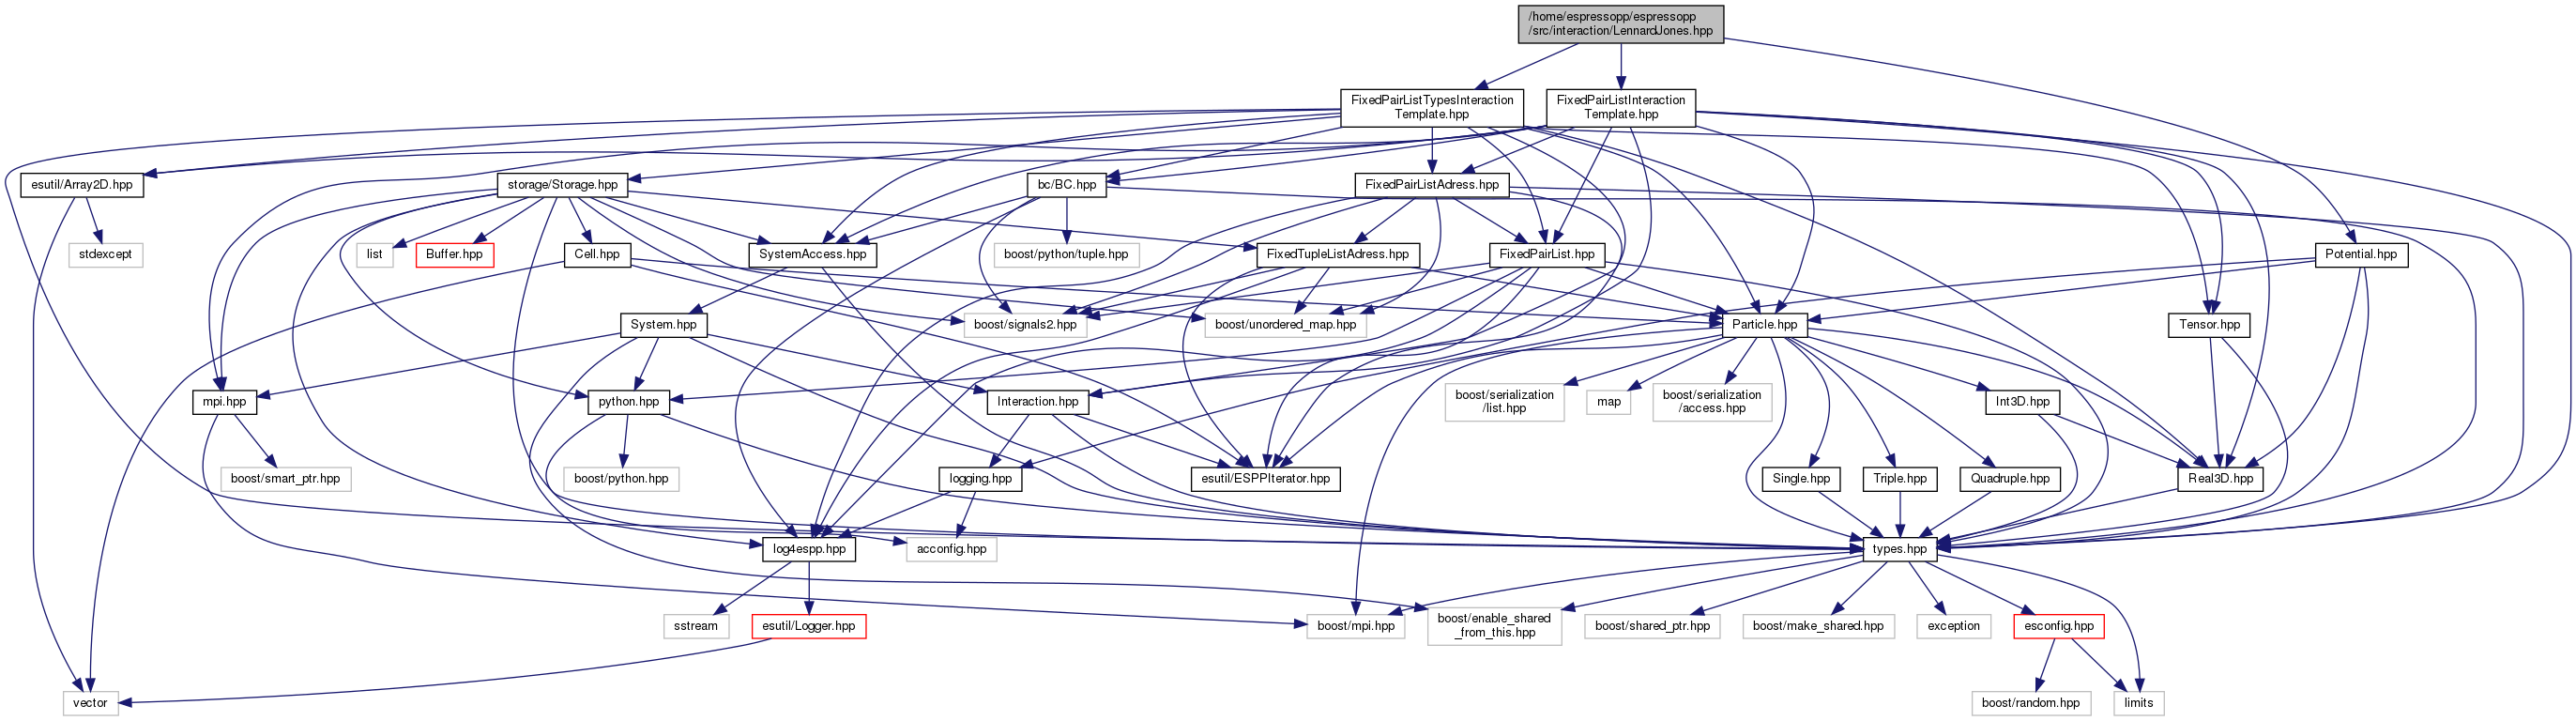 /home/espressopp/espressopp
/src/interaction/LennardJones.hpp
FixedPairListTypesInteraction
Template.hpp
FixedPairListInteraction
Template.hpp
esutil/Array2D.hpp
storage/Storage.hpp
bc/BC.hpp
FixedPairListAdress.hpp
stdexcept
list
Buffer.hpp
Cell.hpp
SystemAccess.hpp
boost/python/tuple.hpp
FixedTupleListAdress.hpp
FixedPairList.hpp
Potential.hpp
System.hpp
boost/signals2.hpp
boost/unordered_map.hpp
Particle.hpp
Tensor.hpp
mpi.hpp
python.hpp
Interaction.hpp
boost/serialization
/list.hpp
map
boost/serialization
/access.hpp
Int3D.hpp
boost/smart_ptr.hpp
boost/python.hpp
logging.hpp
esutil/ESPPIterator.hpp
Single.hpp
Triple.hpp
Quadruple.hpp
Real3D.hpp
log4espp.hpp
acconfig.hpp
types.hpp
sstream
esutil/Logger.hpp
boost/mpi.hpp
boost/enable_shared
_from_this.hpp
boost/shared_ptr.hpp
boost/make_shared.hpp
exception
esconfig.hpp
vector
boost/random.hpp
limits